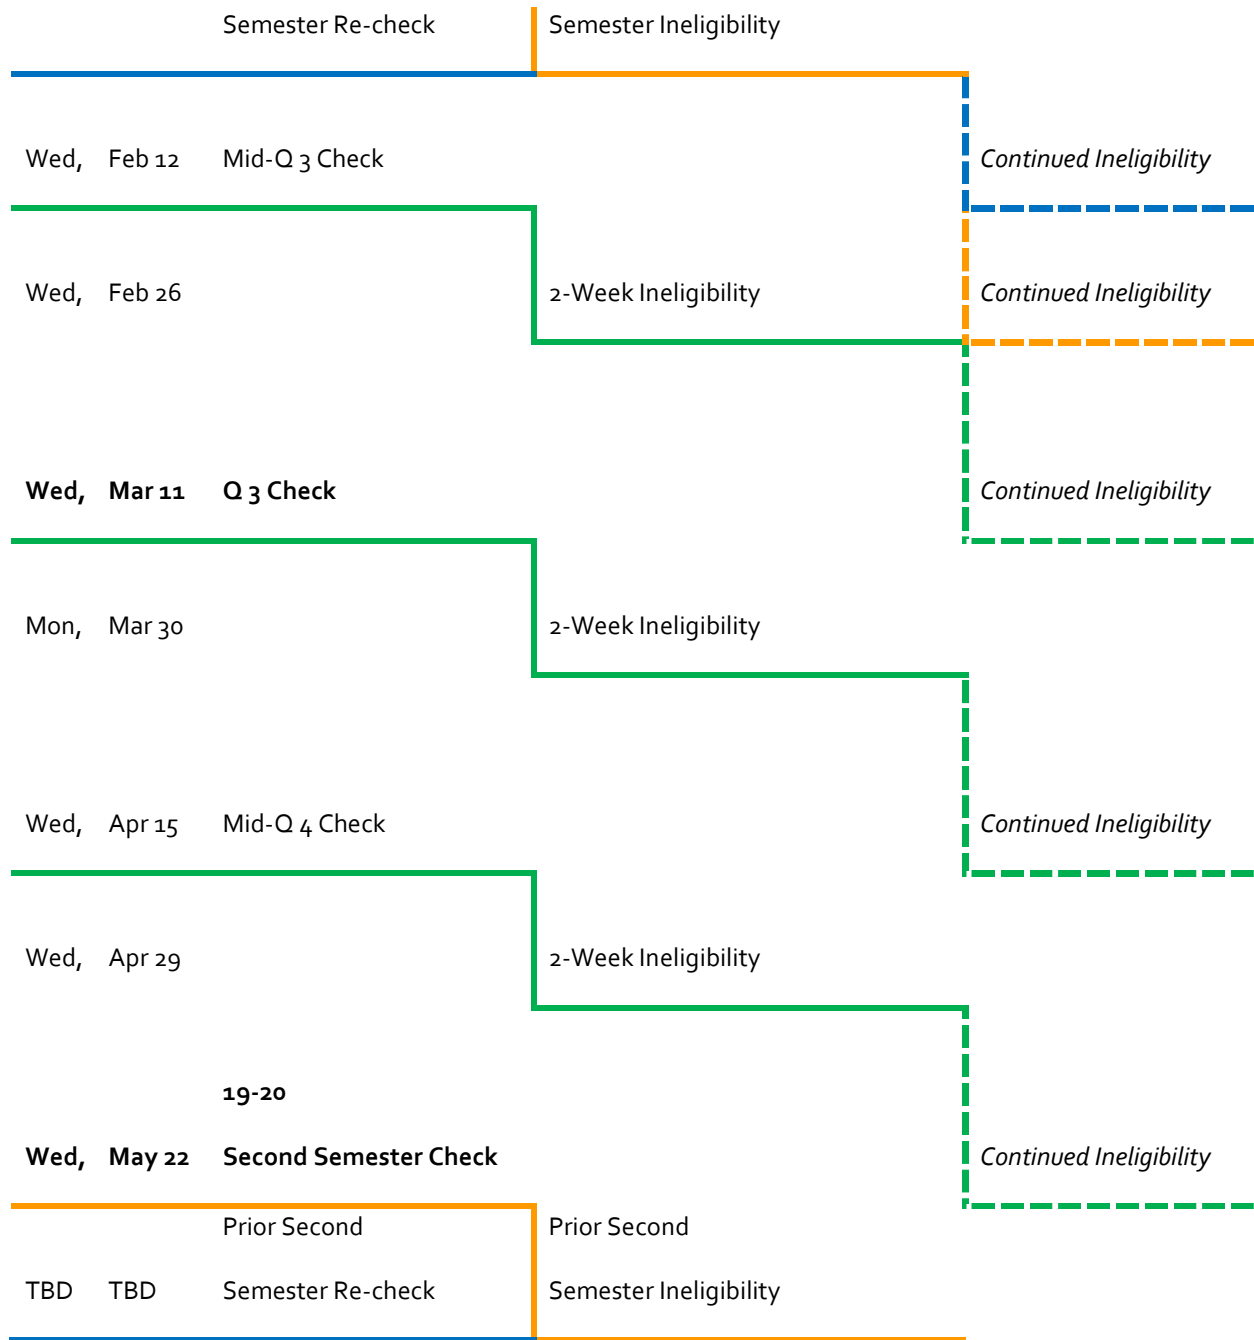 Semester Re-check Semester Ineligibility
Wed, Feb 12 Mid-Q 3 Check Continued Ineligibility
Wed, Feb 26 2-Week Ineligibility Continued Ineligibility
Wed, Mar 11 Q 3 Check Continued Ineligibility
Mon, Mar 30 2-Week Ineligibility
Wed, Apr 15 Mid-Q 4 Check Continued Ineligibility
Wed, Apr 29 2-Week Ineligibility
19-20
Wed, May 22 Second Semester Check Continued Ineligibility
Prior Second Prior Second
TBD TBD Semester Re-check Semester Ineligibility